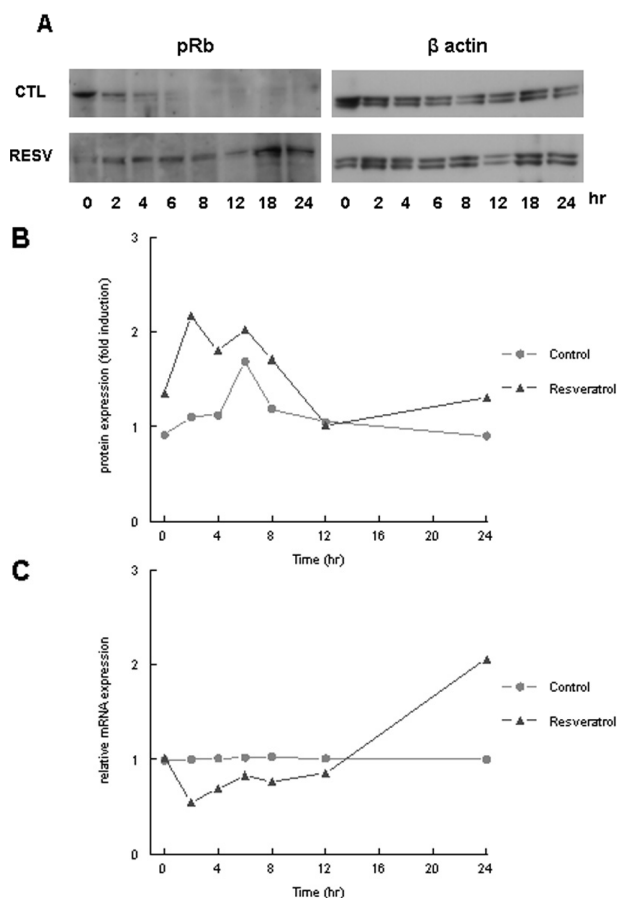 A
pRb β actin
CTL
RESV
0 2 4 6 8 12 18 24 0 2 4 6 8 12 18 24 hr
B
3
2
1
0
protein expression (fold induction)
0 4 8 12 16 20 24
Time (hr)
Control
Resveratrol
C
3
2
1
0
relative mRNA expression
0 4 8 12 16 20 24
Time (hr)
Control
Resveratrol